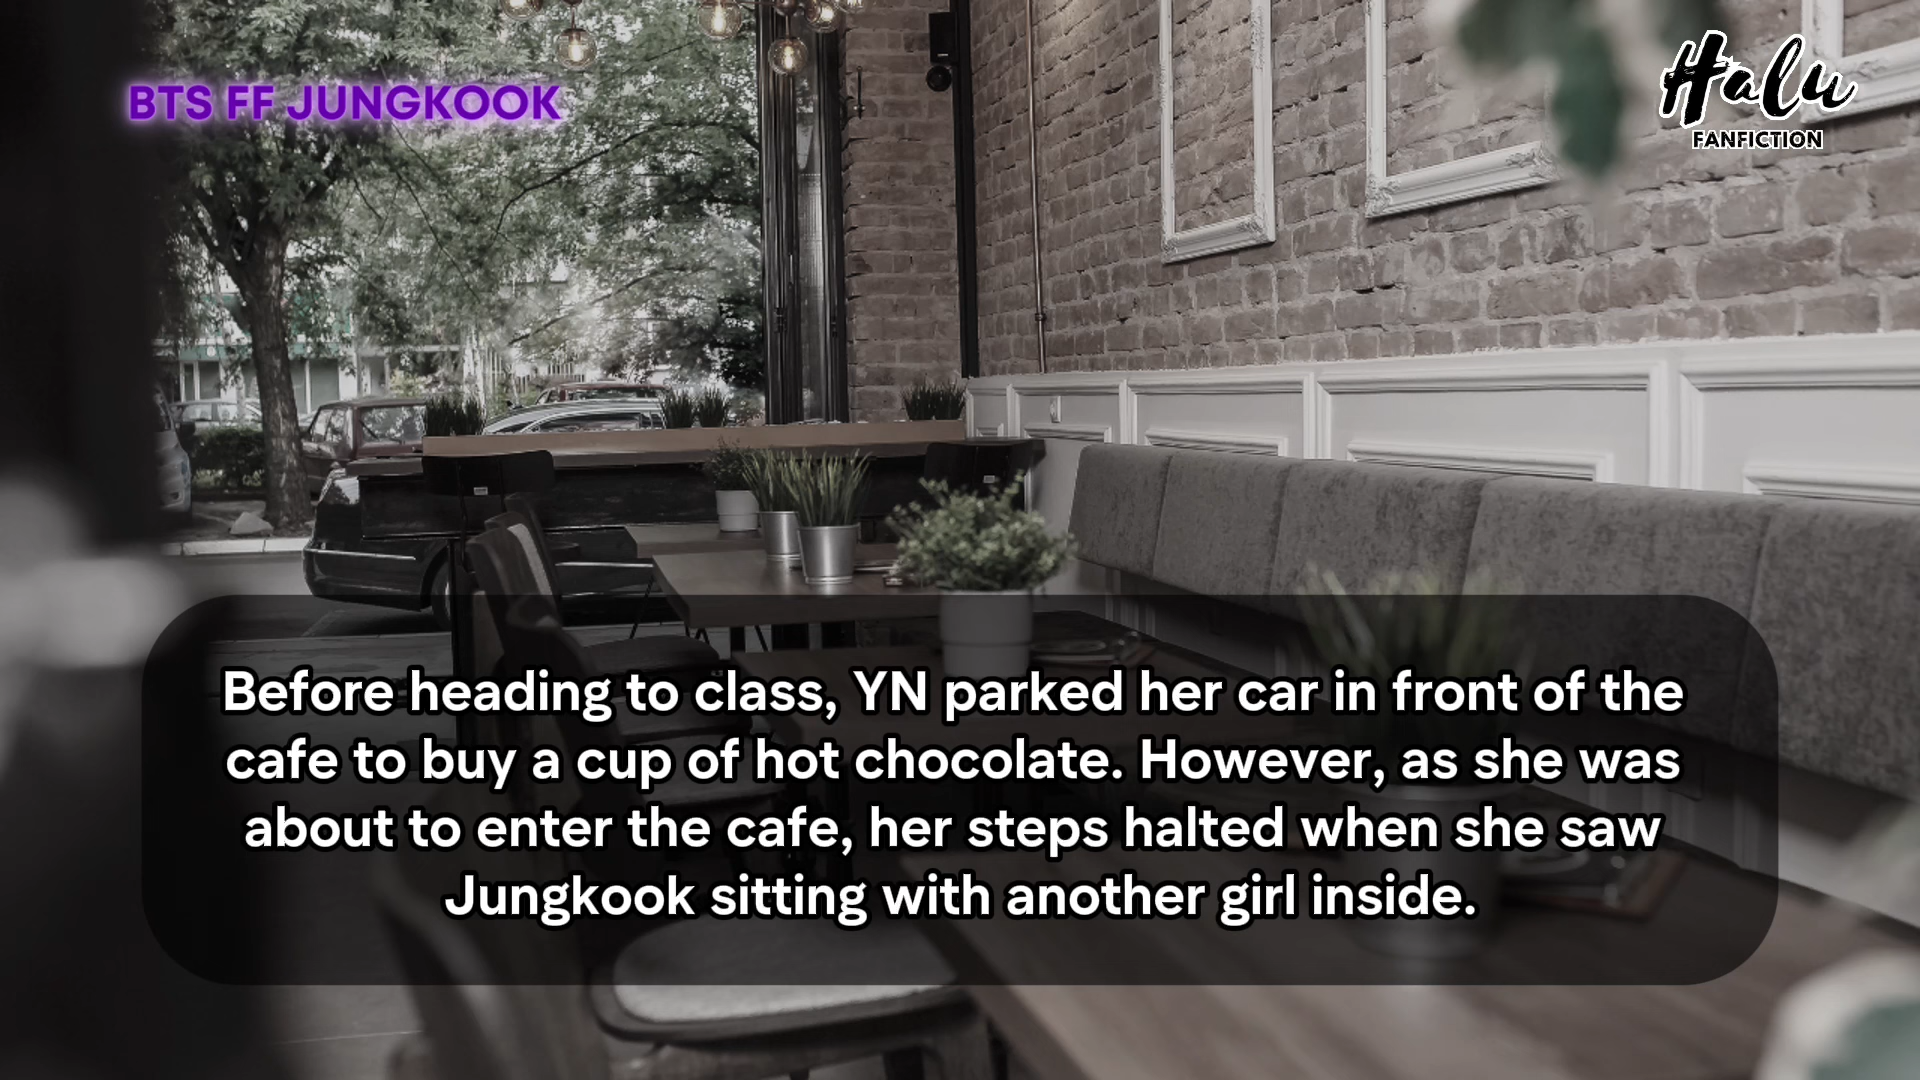 BTS FF JUNGKOOK
Halu
FANFICTION
Before heading to class, YN parked her car in front of the
cafe to buy a cup of hot chocolate. However, as she was
about to enter the cafe, her steps halted when she saw
Jungkook sitting with another girl inside.